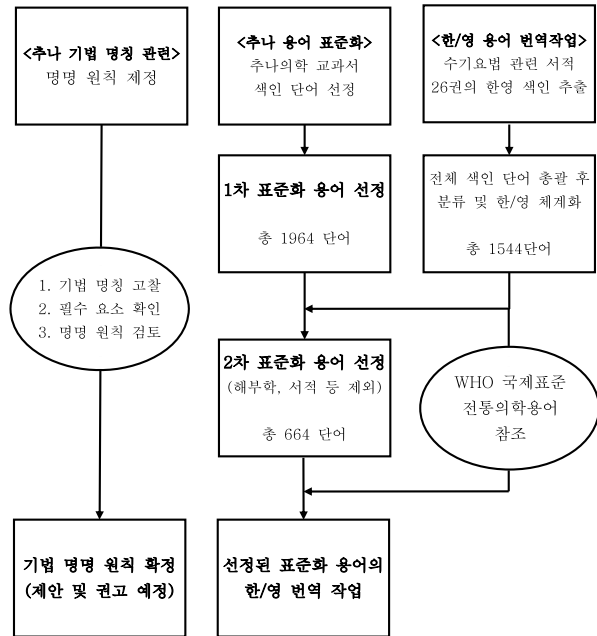 <추나 기법 명칭 관련>
명명 원칙 제정
<추나 용어 표준화>
추나의학 교과서
색인 단어 선정
<한/영 용어 번역작업>
수기요법 관련 서적
26권의 한영 색인 추출
1차 표준화 용어 선정
총 1964 단어
전체 색인 단어 총괄 후
분류 및 한/영 체계화
총 1544단어
1. 기법 명칭 고찰
2. 필수 요소 확인
3. 명명 원칙 검토
2차 표준화 용어 선정
(해부학, 서적 등 제외)
총 664 단어
WHO 국제표준
전통의학용어
참조
기법 명명 원칙 확정
(제안 및 권고 예정)
선정된 표준화 용어의
한/영 번역 작업